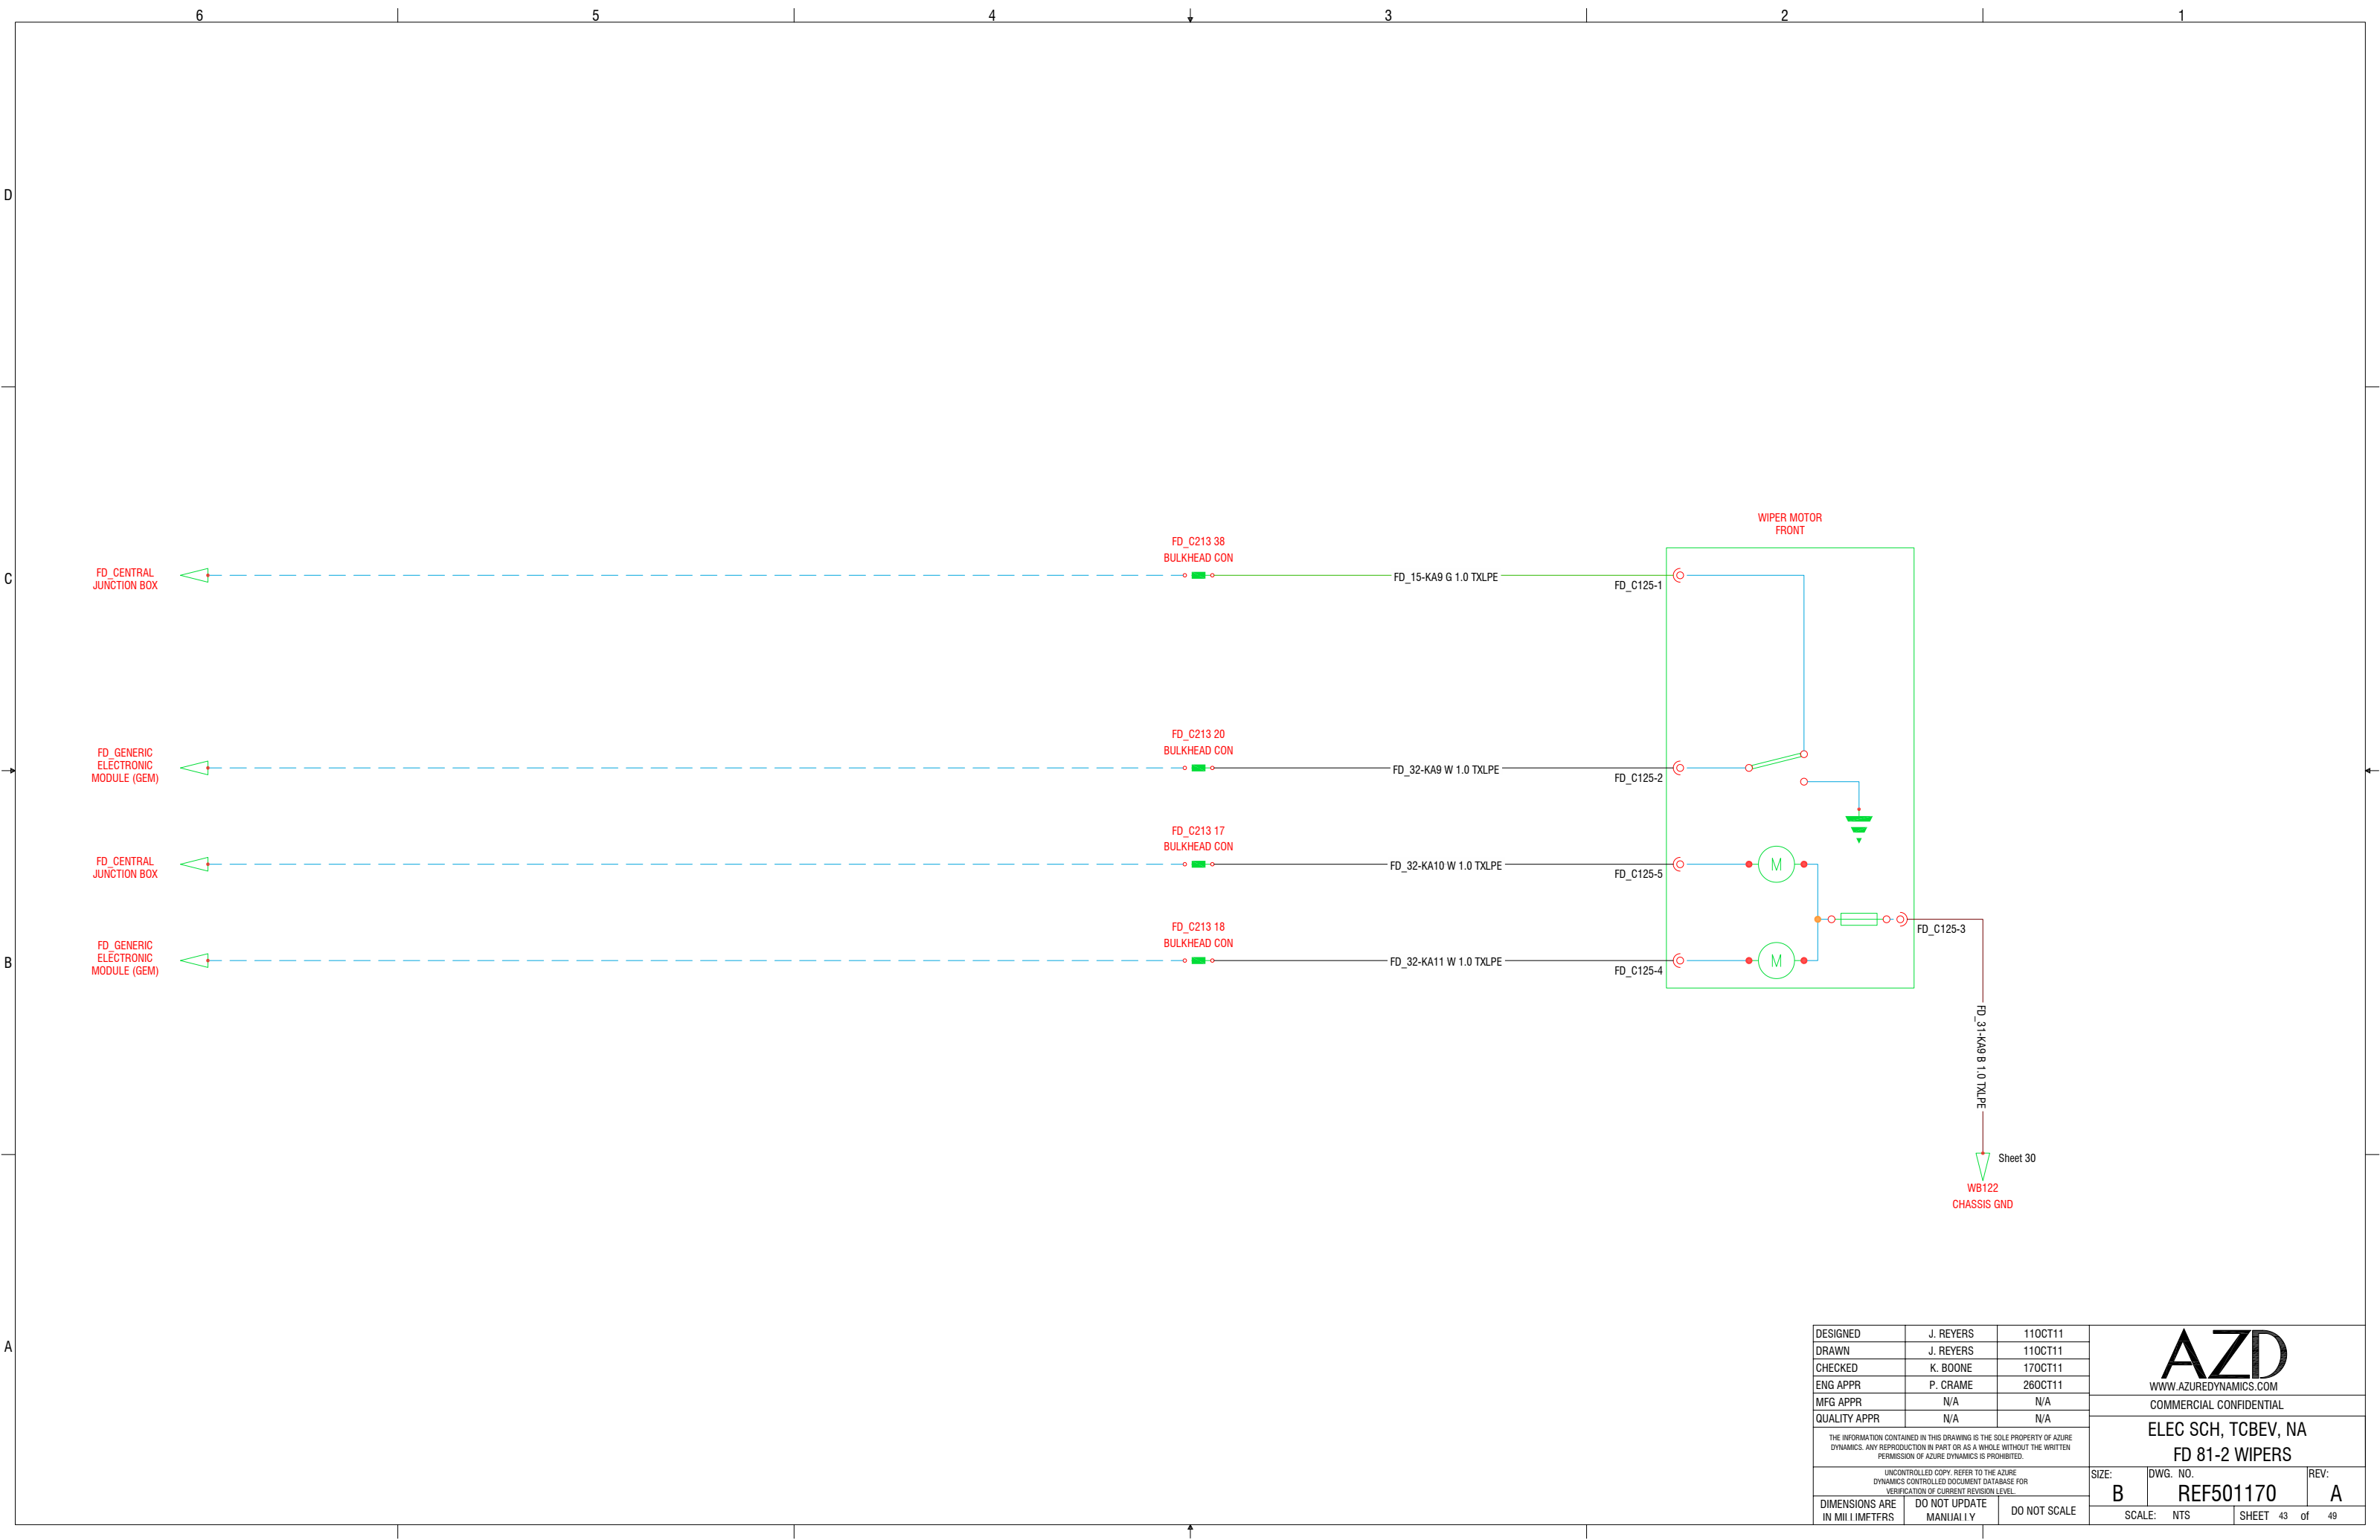 6
5
4
3
2
1
D
C
B
A
WIPER MOTOR
FRONT
FD_C213 38
BULKHEAD CON
FD_CENTRAL
JUNCTION BOX
FD_15-KA9 G 1.0 TXLPE
FD_C125-1
FD_C213 20
BULKHEAD CON
FD_GENERIC
ELECTRONIC
MODULE (GEM)
FD_32-KA9 W 1.0 TXLPE
FD_C125-2
FD_C213 17
BULKHEAD CON
FD_CENTRAL
JUNCTION BOX
FD_32-KA10 W 1.0 TXLPE
FD_C125-5
M
FD_C125-3
FD_C213 18
BULKHEAD CON
FD_GENERIC
ELECTRONIC
MODULE (GEM)
FD_32-KA11 W 1.0 TXLPE
FD_C125-4
M
FD_31-KA9 B 1.0 TXLPE
Sheet 30
WB122
CHASSIS GND
DESIGNED J. REYERS 11OCT11
DRAWN J. REYERS 11OCT11
CHECKED K. BOONE 17OCT11
ENG APPR P. CRAME 26OCT11
MFG APPR N/A N/A
QUALITY APPR N/A N/A
THE INFORMATION CONTAINED IN THIS DRAWING IS THE SOLE PROPERTY OF AZURE
DYNAMICS. ANY REPRODUCTION IN PART OR AS A WHOLE WITHOUT THE WRITTEN
PERMISSION OF AZURE DYNAMICS IS PROHIBITED.
UNCONTROLLED COPY. REFER TO THE AZURE
DYNAMICS CONTROLLED DOCUMENT DATABASE FOR
VERIFICATION OF CURRENT REVISION LEVEL.
DIMENSIONS ARE
IN MILLIMETERS
DO NOT UPDATE
MANUALLY
DO NOT SCALE
AZD
WWW.AZUREDYNAMICS.COM
COMMERCIAL CONFIDENTIAL
ELEC SCH, TCBEV, NA
FD 81-2 WIPERS
SIZE: DWG. NO. REV:
B REF501170 A
SCALE: NTS SHEET 43 of 49